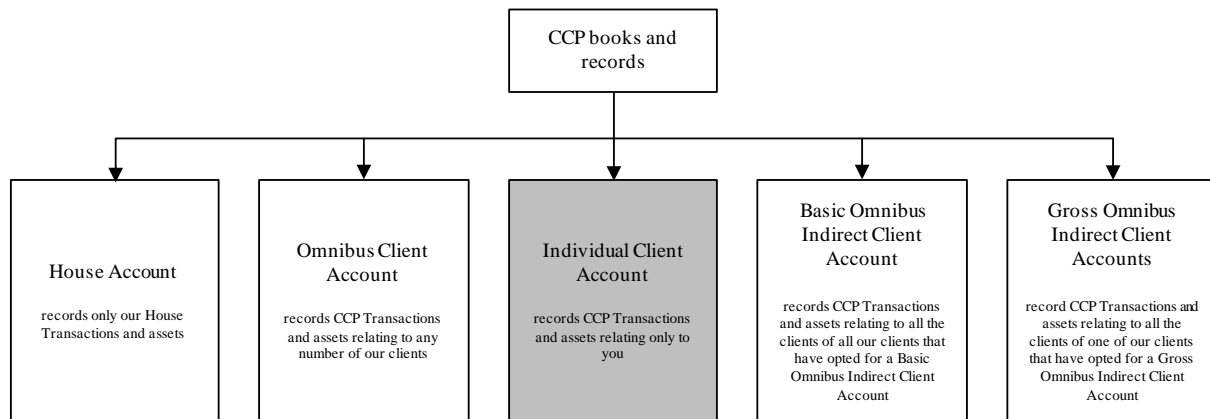 CCP books and
records
House Account
records only our House
Transactions and assets
Omnibus Client
Account
records CCP Transactions
and assets relating to any
number of our clients
Individual Client
Account
records CCP Transactions
and assets relating only to
you
Basic Omnibus
Indirect Client
Account
records CCP Transactions
and assets relating to all the
clients of all our clients
that have opted for a Basic
Omnibus Indirect Client
Account
Gross Omnibus
Indirect Client
Accounts
record CCP Transactions and
assets relating to all the
clients of one of our clients
that have opted for a Gross
Omnibus Indirect Client
Account